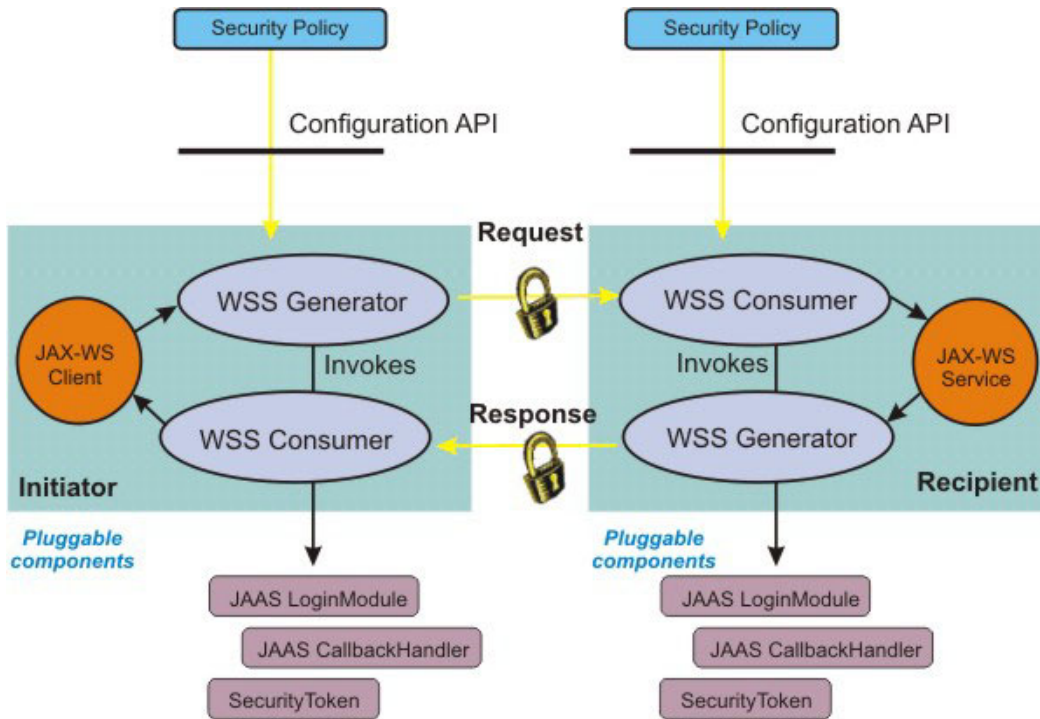 Security Policy
Security Policy
Configuration API
Configuration API
Request
WSS Generator
WSS Consumer
JAX-WS
Client
Invokes
Invokes
JAX-WS
Service
Response
WSS Consumer
WSS Generator
Initiator
Recipient
Pluggable
components
Pluggable
components
JAAS LoginModule
JAAS LoginModule
JAAS CallbackHandler
JAAS CallbackHandler
SecurityToken
SecurityToken